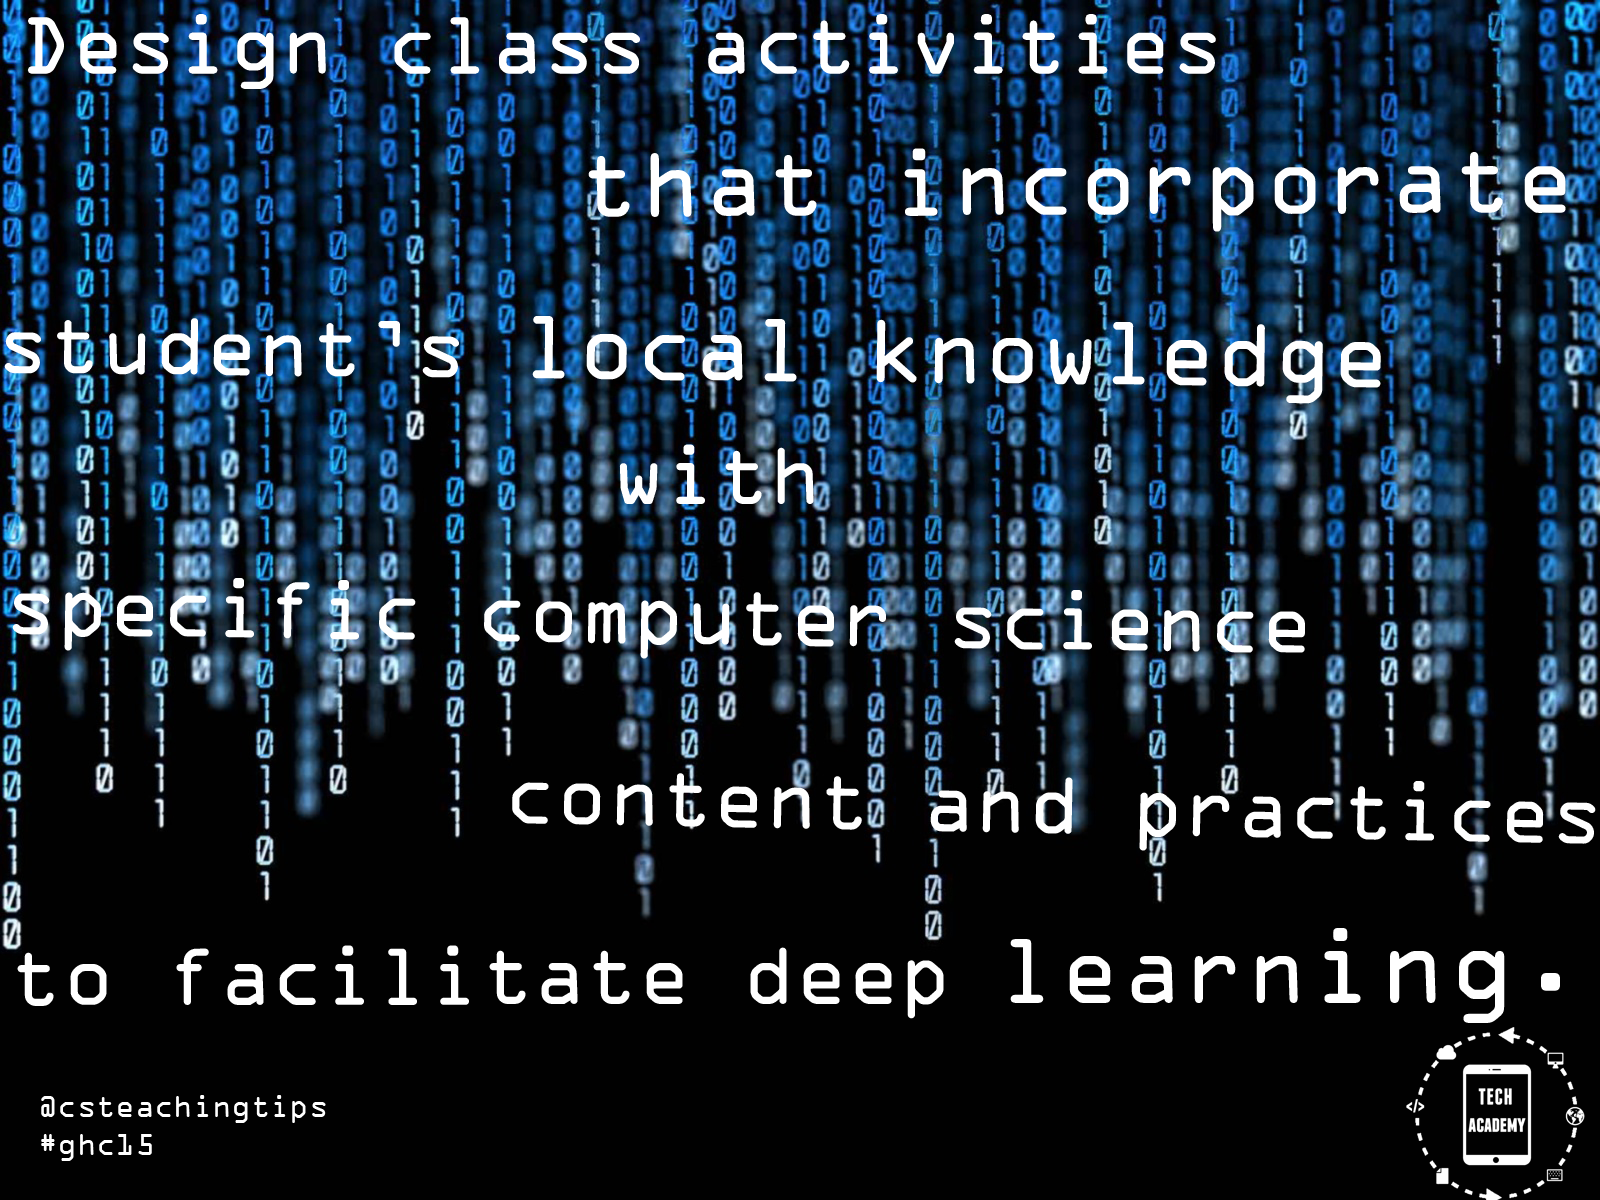 Design class activities
that incorporate
student's local knowledge
with
specific computer science
content and practices
to facilitate deep learning.
@csteachingtips
#ghc15
TECH
ACADEMY